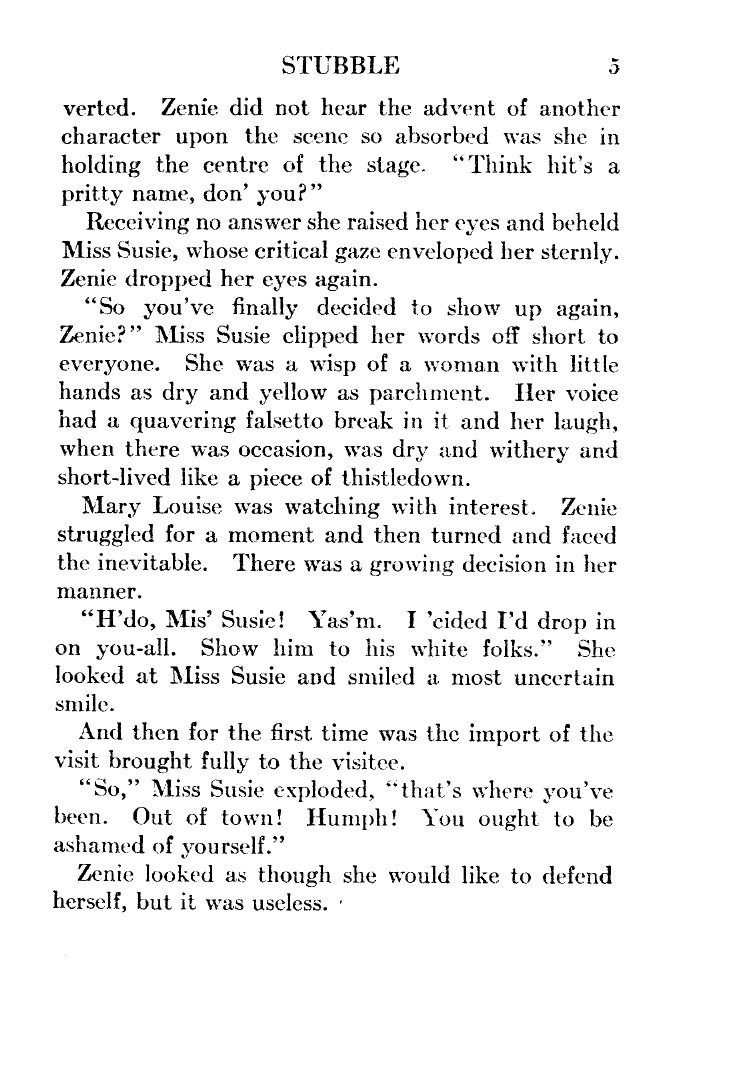 STUBBLE 5
verted. Zenie did not hear the advent of another
character upon the scene so absorbed was she in
holding the centre of the stage. “Think hit's a
pritty name, don' you?”
Receiving no answer she raised her eyes and beheld
Miss Susie, whose critical gaze enveloped her sternly.
Zenie dropped her eyes again.
“So you've finally decided to show up again,
Zenie?” Miss Susie clipped her words off short to
everyone. She was a wisp of a woman with little
hands as dry and yellow as parchment. Her voice
had a quavering falsetto break in it and her laugh,
when there was occasion, was dry and withery and
short-lived like a piece of thistledown.
Mary Louise was watching with interest. Zenie
struggled for a moment and then turned and faced
the inevitable. There was a growing decision in her
manner.
“H'do, Mis' Susie! Yas'm. I 'cided I'd drop in
on you-all. Show him to his white folks.” She
looked at Miss Susie and smiled a most uncertain
smile.
And then for the first time was the import of the
visit brought fully to the visitee.
“So,” Miss Susie exploded, “that's where you've
been. Out of town! Humph! You ought to be
ashamed of yourself.”
Zenie looked as though she would like to defend
herself, but it was useless.